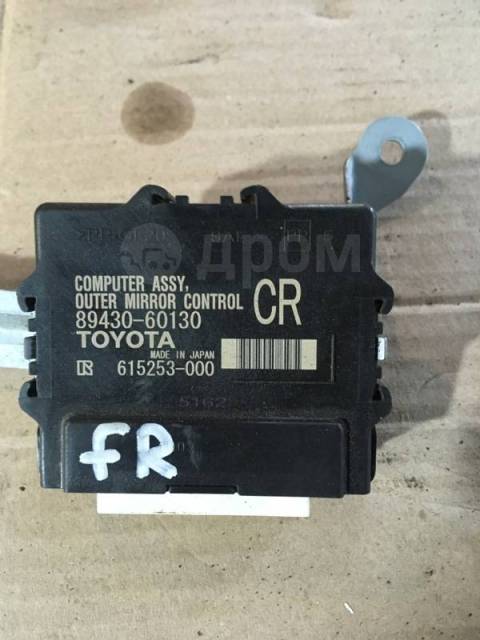 дром
COMPUTER ASSY,
OUTER MIRROR CONTROL CR
89430-60130
TOYOTA
MADE IN JAPAN
615253-000
5162
FR